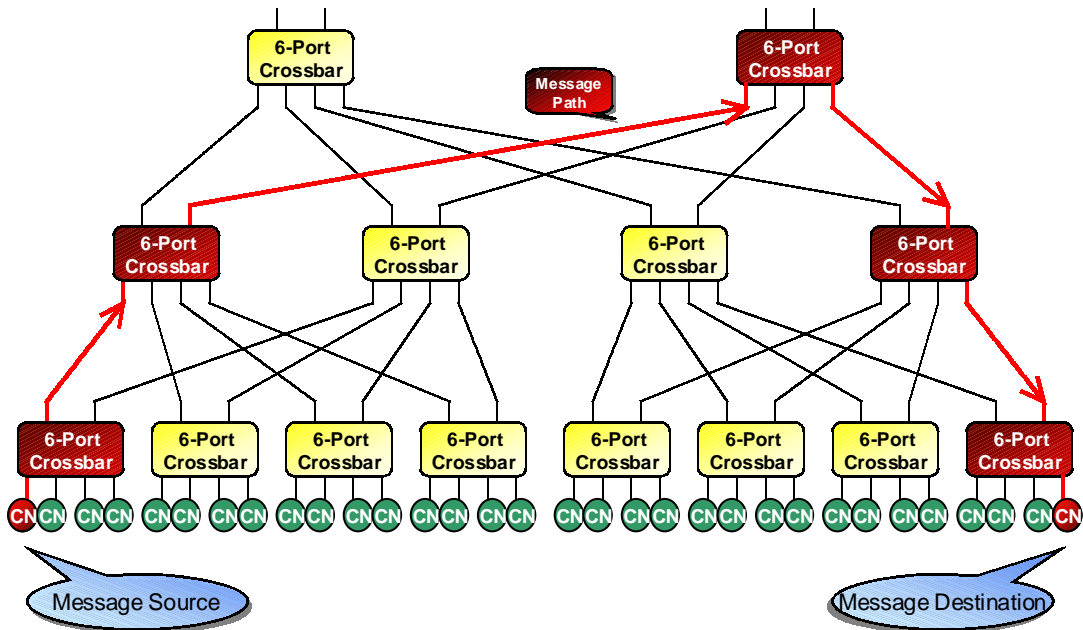 6-Port
Crossbar
6-Port
Crossbar
Message
Path
6-Port
Crossbar
6-Port
Crossbar
6-Port
Crossbar
6-Port
Crossbar
6-Port
Crossbar
6-Port
Crossbar
6-Port
Crossbar
6-Port
Crossbar
6-Port
Crossbar
6-Port
Crossbar
6-Port
Crossbar
6-Port
Crossbar
CN CN CN CN CN CN CN CN CN CN CN CN CN CN CN CN CN CN CN CN CN CN CN CN CN CN CN CN CN CN CN CN
Message Source
Message Destination